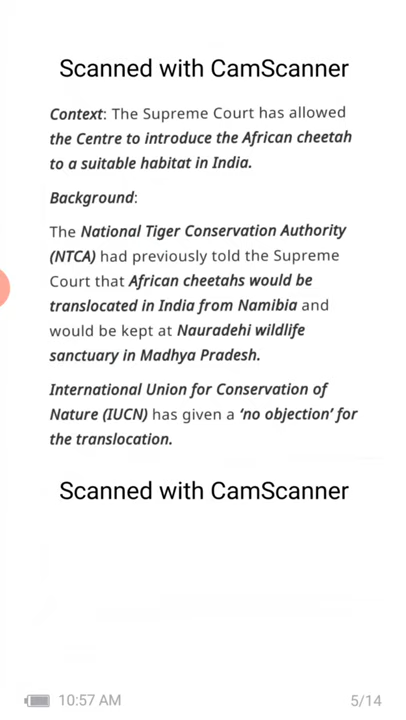 Scanned with CamScanner
Context: The Supreme Court has allowed
the Centre to introduce the African cheetah
to a suitable habitat in India.
Background:
The National Tiger Conservation Authority
(NTCA) had previously told the Supreme
Court that African cheetahs would be
translocated in India from Namibia and
would be kept at Nauradehi wildlife
sanctuary in Madhya Pradesh.
International Union for Conservation of
Nature (IUCN) has given a ‘no objection’ for
the translocation.
Scanned with CamScanner
10:57 AM 5/14